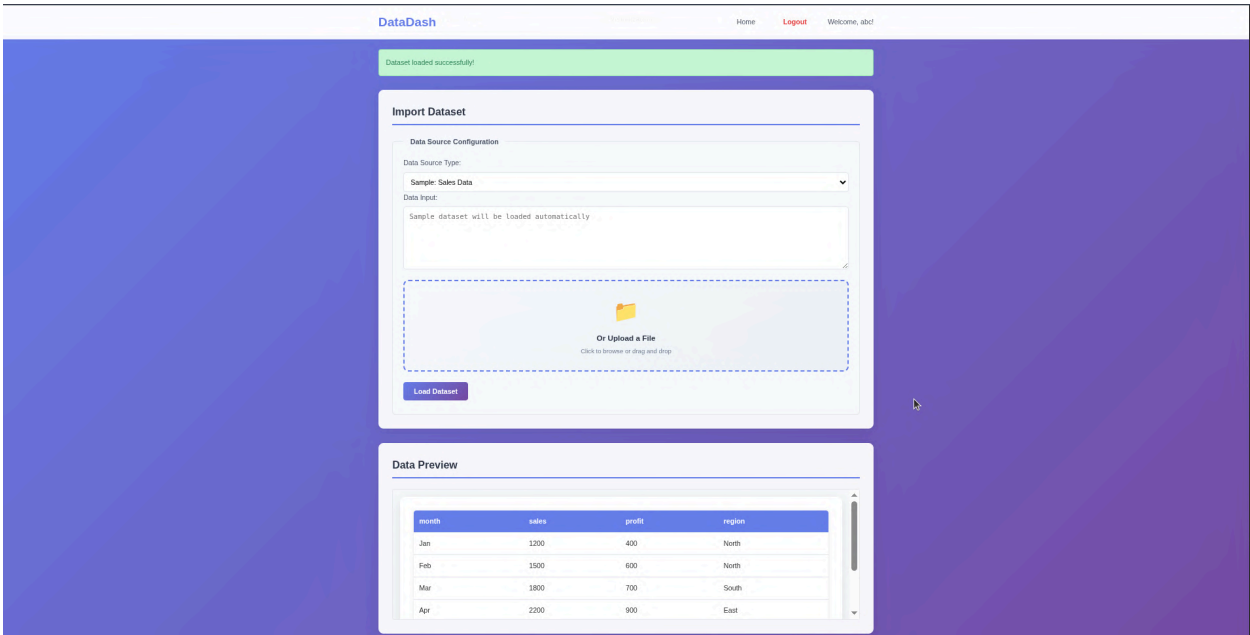 DataDash
Home Logout Welcome, abc!
Dataset loaded successfully!
Import Dataset
Data Source Configuration
Data Source Type:
Sample: Sales Data
Data Input:
Sample dataset will be loaded automatically
Or Upload a File
Click to browse or drag and drop
Load Dataset
Data Preview
month sales profit region
Jan 1200 400 North
Feb 1500 600 North
Mar 1800 700 South
Apr 2200 900 East